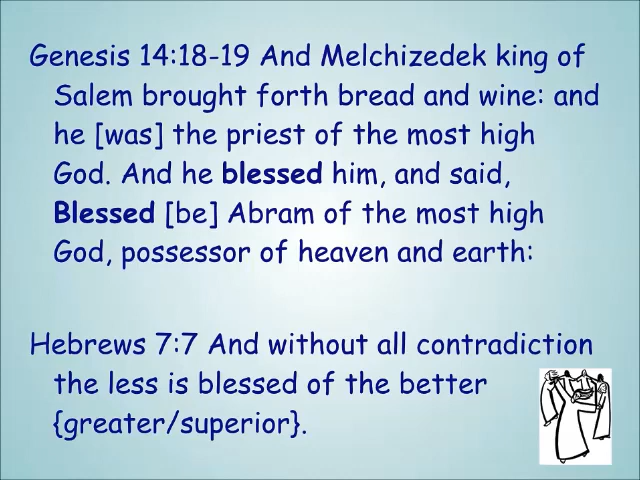 Genesis 14:18-19 And Melchizedek king of
Salem brought forth bread and wine: and
he [was] the priest of the most high
God. And he blessed him, and said,
Blessed [be] Abram of the most high
God, possessor of heaven and earth:
Hebrews 7:7 And without all contradiction
the less is blessed of the better
{greater/superior}.